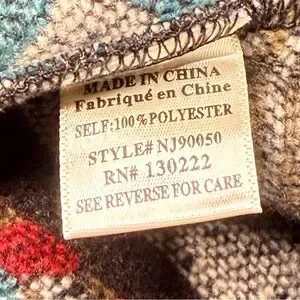 MADE IN CHINA
Fabriqué en Chine
SELF:100%POLYESTER
STYLE#NJ90050
RN# 130222
SEE REVERSE FOR CARE